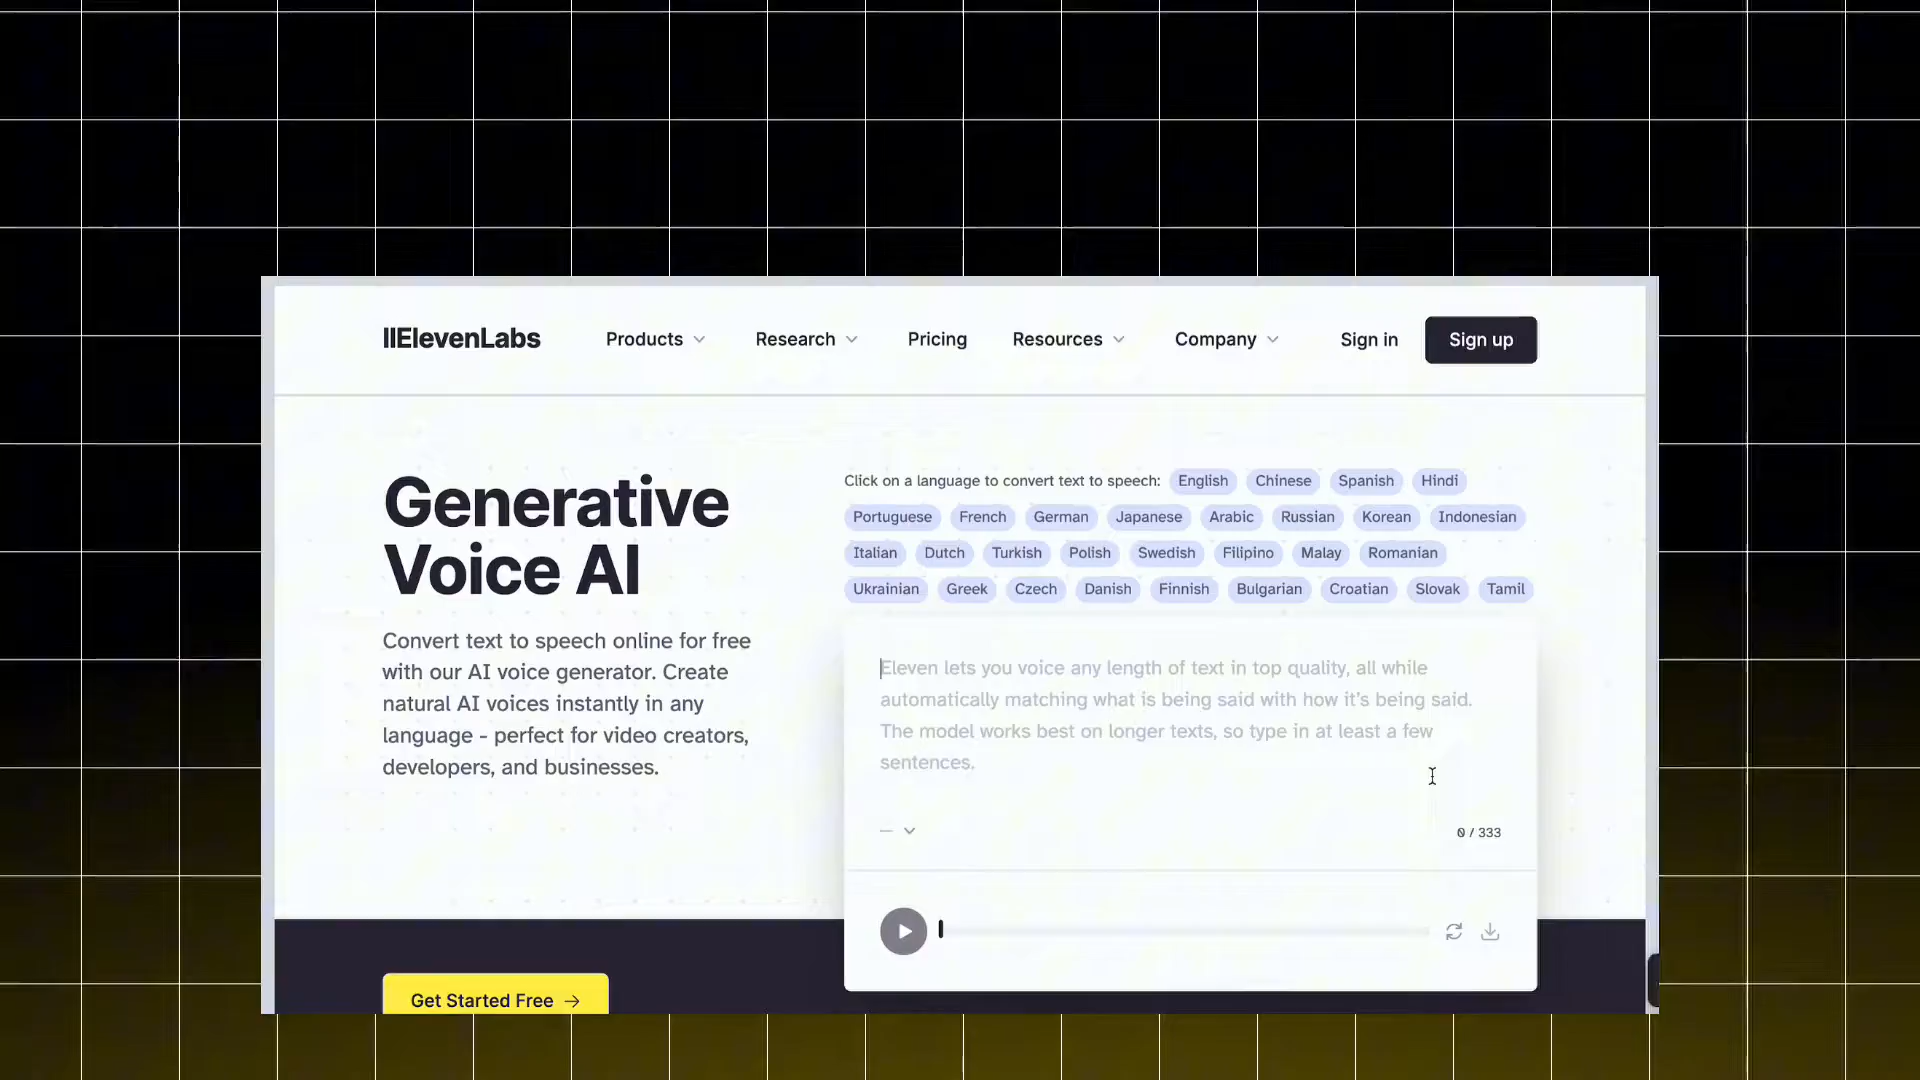 IIElevenLabs
Products
Research
Pricing
Resources
Company
Sign in
Sign up
Generative
Voice AI
Convert text to speech online for free
with our AI voice generator. Create
natural AI voices instantly in any
language - perfect for video creators,
developers, and businesses.
Click on a language to convert text to speech: English Chinese Spanish Hindi
Portuguese French German Japanese Arabic Russian Korean Indonesian
Italian Dutch Turkish Polish Swedish Filipino Malay Romanian
Ukrainian Greek Czech Danish Finnish Bulgarian Croatian Slovak Tamil
Eleven lets you voice any length of text in top quality, all while
automatically matching what is being said with how it's being said.
The model works best on longer texts, so type in at least a few
sentences.
0 / 333
Get Started Free →